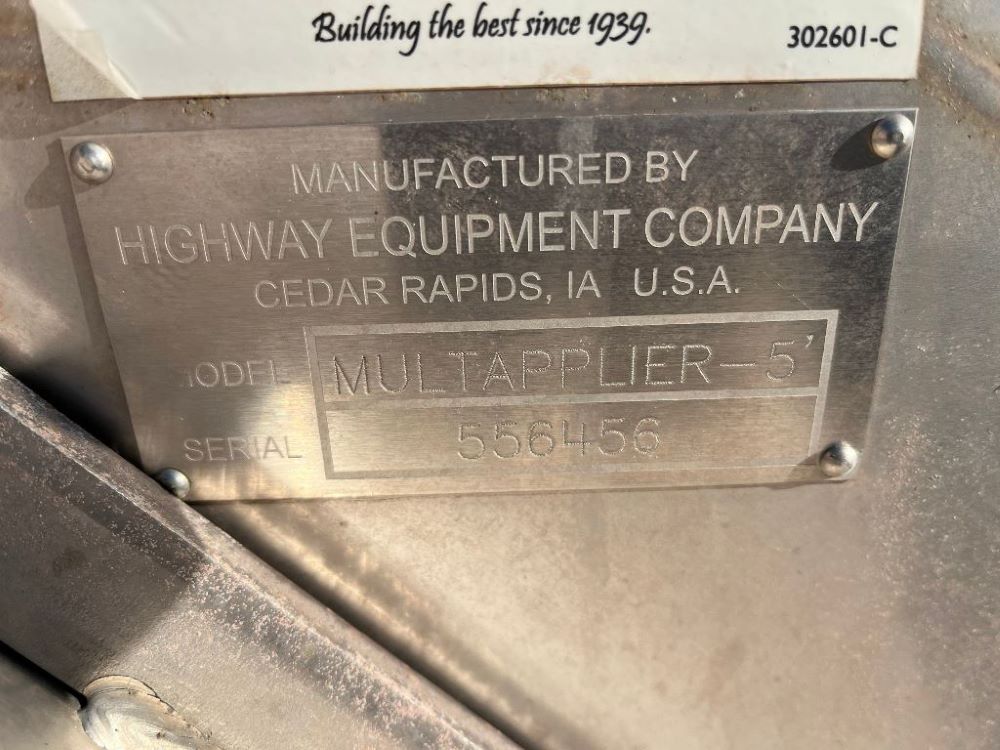 Building the best since 1939.
302601-C
MANUFACTURED BY
HIGHWAY EQUIPMENT COMPANY
CEDAR RAPIDS, IA U.S.A.
MODEL MULTAPPLIER-5'
SERIAL 556456